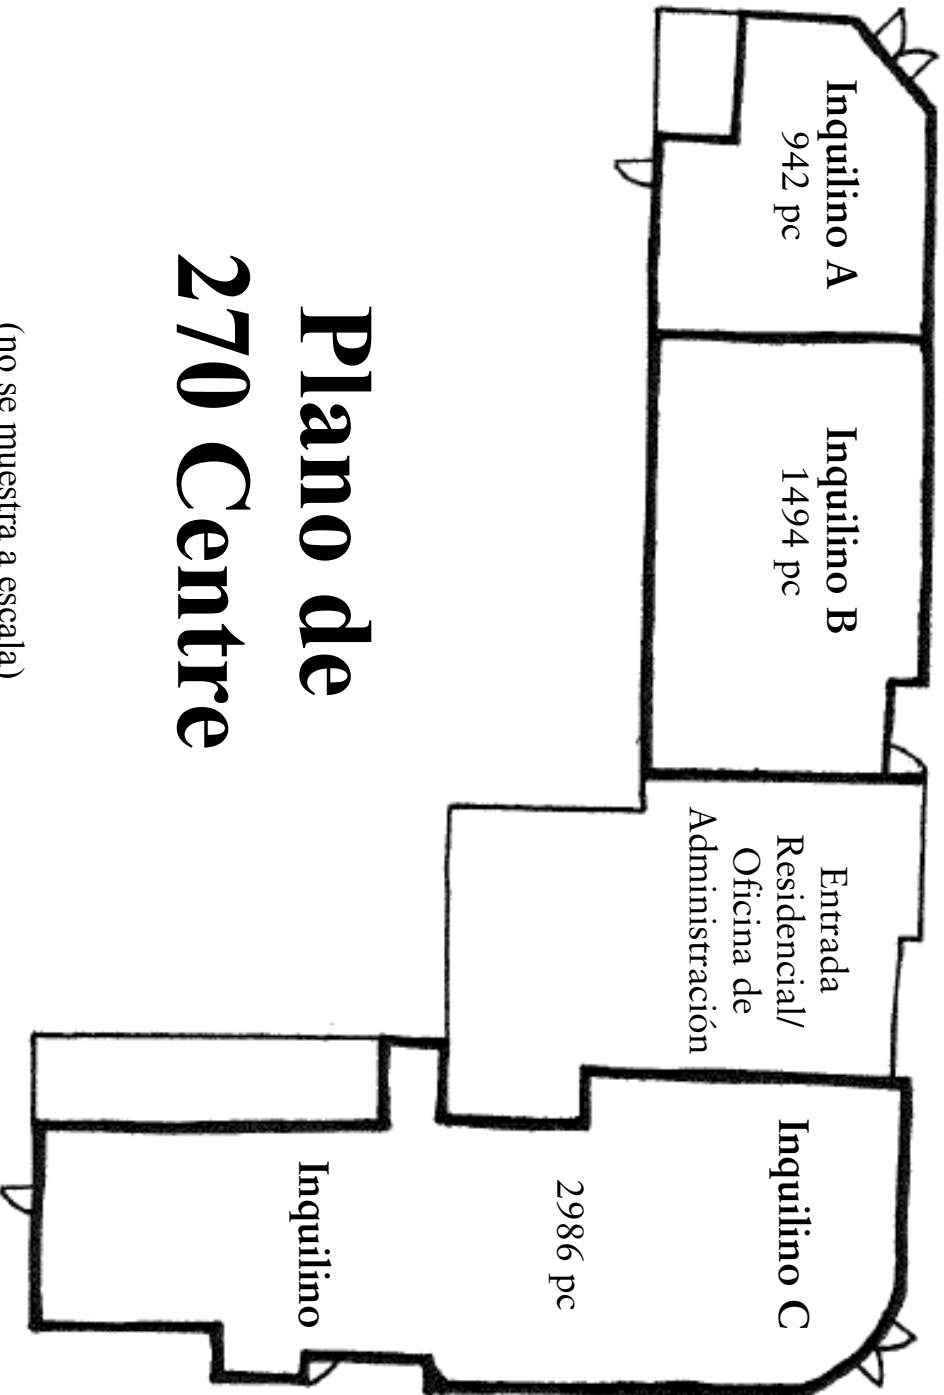 Inquilino A
942 pc
Inquilino B
1494 pc
Entrada
Residencial/
Oficina de
Administración
Inquilino C
2986 pc
Inquilino
Plano de
270 Centre
(no se muestra a escala)